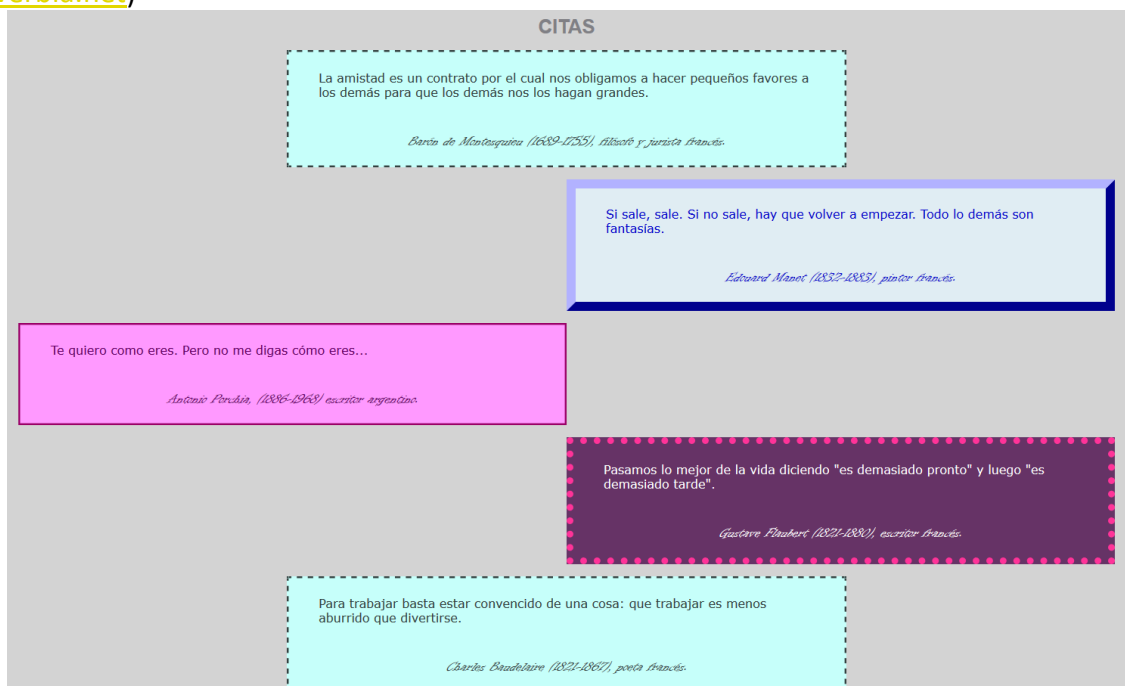 CITAS
La amistad es un contrato por el cual nos obligamos a hacer pequeños favores a
los demás para que los demás nos los hagan grandes.
Barón de Montesquieu (1689-1755), filósofo y jurista francés.
Si sale, sale. Si no sale, hay que volver a empezar. Todo lo demás son
fantasías.
Edouard Manet (1832-1883), pintor francés.
Te quiero como eres. Pero no me digas cómo eres...
Antonio Porchia, (1886-1968) escritor argentino.
Pasamos lo mejor de la vida diciendo "es demasiado pronto" y luego "es
demasiado tarde".
Gustave Flaubert (1821-1880), escritor francés.
Para trabajar basta estar convencido de una cosa: que trabajar es menos
aburrido que divertirse.
Charles Baudelaire (1821-1867), poeta francés.